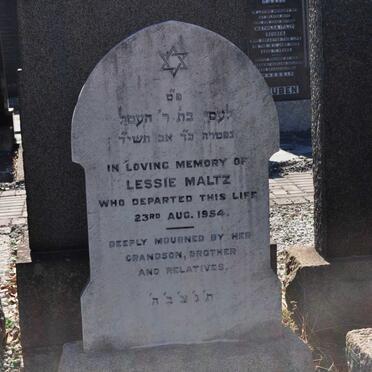 פ״ט
לעסי בת ר׳
נפטרה כ״ד אב תשי״ד
IN LOVING MEMORY OF
LESSIE MALTZ
WHO DEPARTED THIS LIFE
23RD AUG. 1954.
DEEPLY MOURNED BY HER
GRANDSON, BROTHER
AND RELATIVES.
ת׳ נ׳ צ׳ ב׳ ה׳
REUBEN